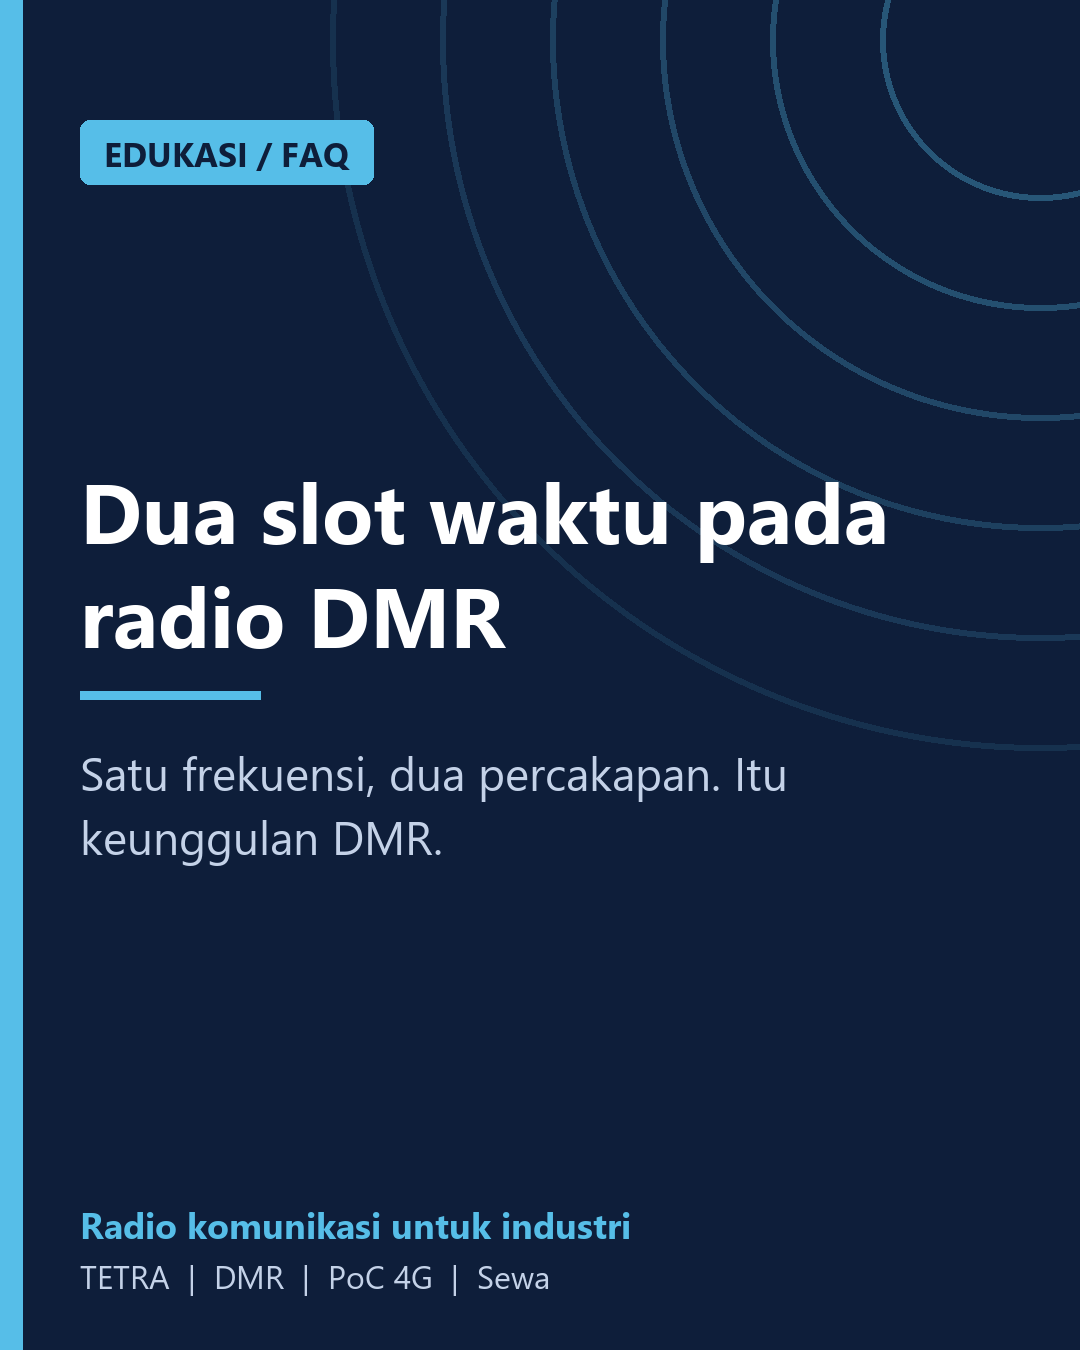 EDUKASI / FAQ
Dua slot waktu pada
radio DMR
Satu frekuensi, dua percakapan. Itu
keunggulan DMR.
Radio komunikasi untuk industri
TETRA | DMR | PoC 4G | Sewa